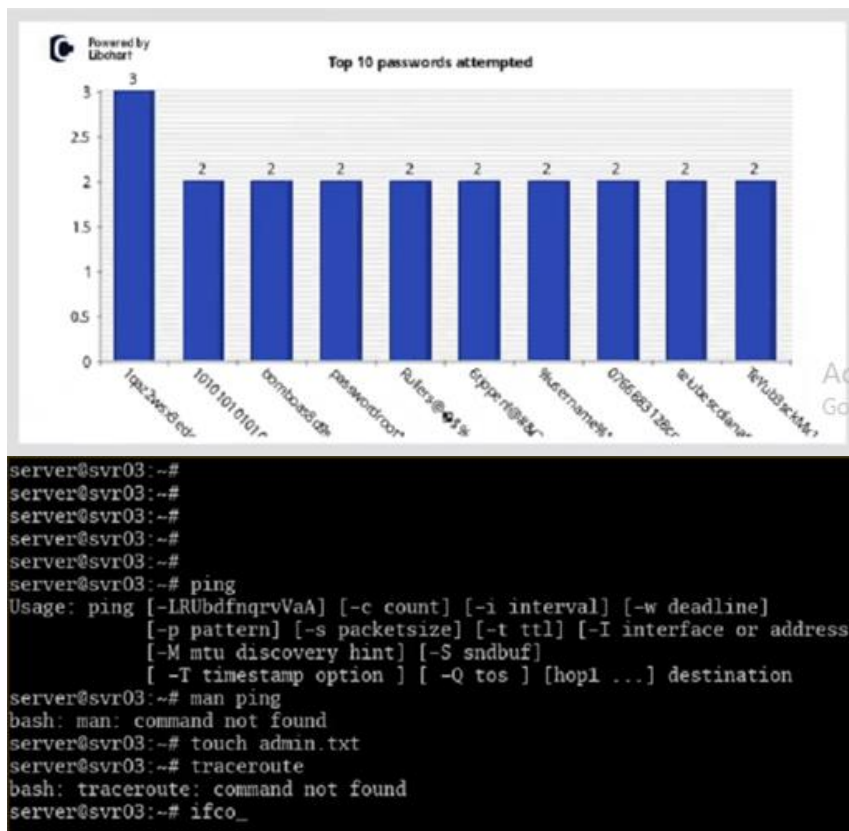 Powered by
Libchart
Top 10 passwords attempted
3
2 2 2 2 2 2 2 2 2
3
2.5
2
1.5
1
0.5
0
passwordroot*
server@svr03:~#
server@svr03:~#
server@svr03:~#
server@svr03:~#
server@svr03:~#
server@svr03:~# ping
Usage: ping [-LRUbdfnqrvVaA] [-c count] [-i interval] [-w deadline]
[-p pattern] [-s packetsize] [-t ttl] [-I interface or address
[-M mtu discovery hint] [-S sndbuf]
[ -T timestamp option ] [ -Q tos ] [hop1 ...] destination
server@svr03:~# man ping
bash: man: command not found
server@svr03:~# touch admin.txt
server@svr03:~# traceroute
bash: traceroute: command not found
server@svr03:~# ifco_